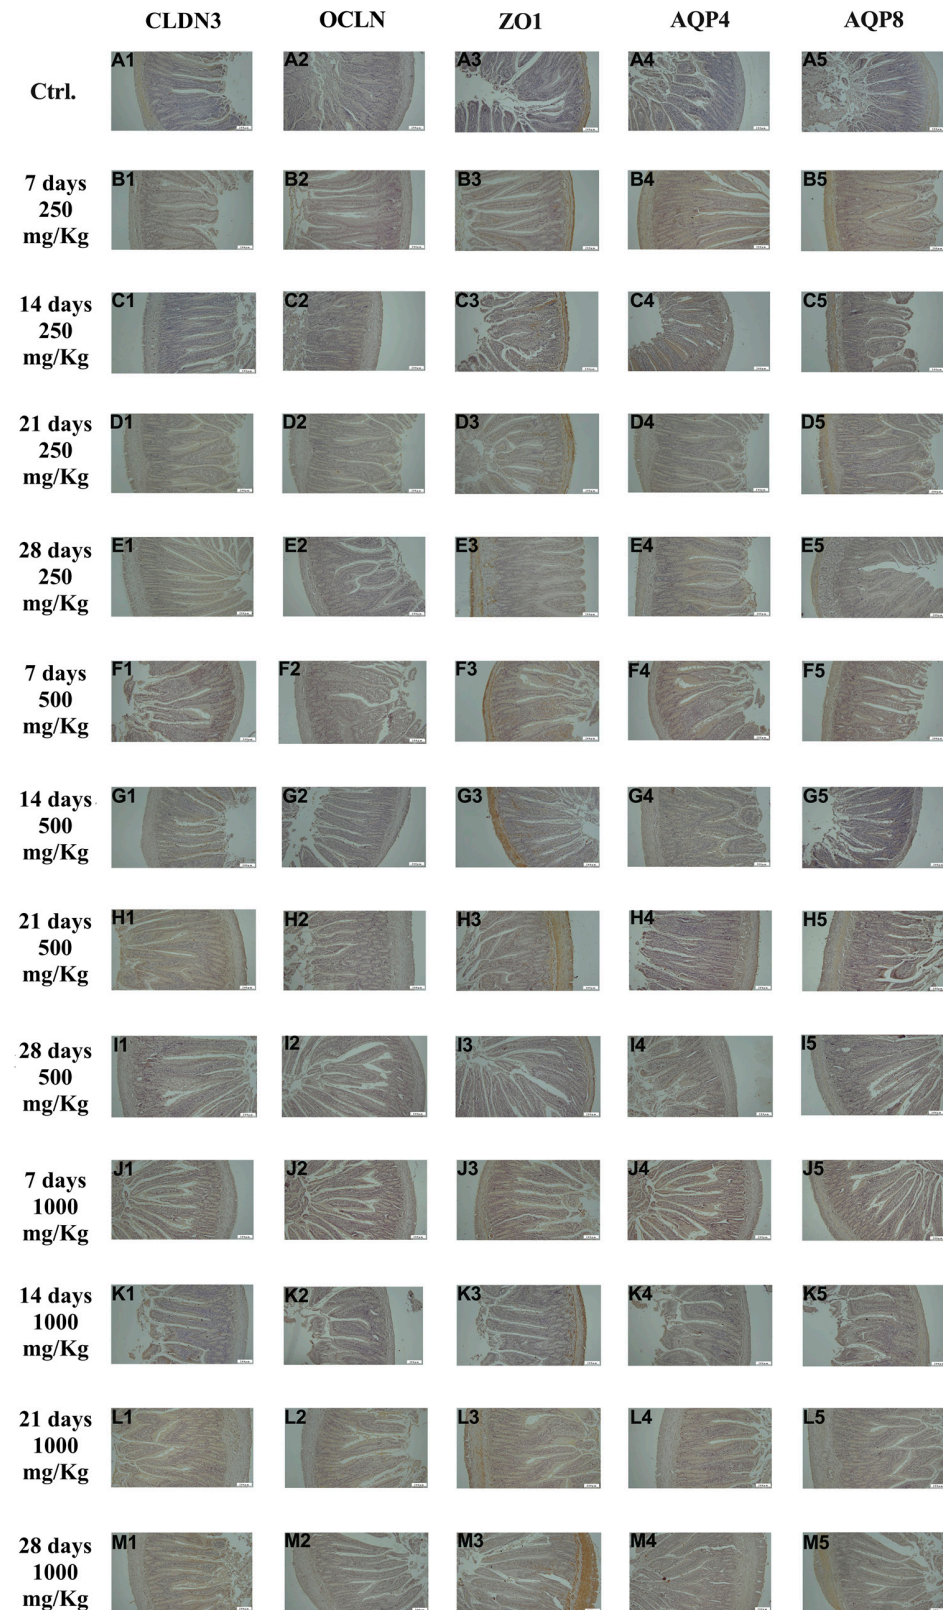 CLDN3 OCLN ZO1 AQP4 AQP8
Ctrl.
A1 A2 A3 A4 A5
7 days
250
mg/Kg
B1 B2 B3 B4 B5
14 days
250
mg/Kg
C1 C2 C3 C4 C5
21 days
250
mg/Kg
D1 D2 D3 D4 D5
28 days
250
mg/Kg
E1 E2 E3 E4 E5
7 days
500
mg/Kg
F1 F2 F3 F4 F5
14 days
500
mg/Kg
G1 G2 G3 G4 G5
21 days
500
mg/Kg
H1 H2 H3 H4 H5
28 days
500
mg/Kg
I1 I2 I3 I4 I5
7 days
1000
mg/Kg
J1 J2 J3 J4 J5
14 days
1000
mg/Kg
K1 K2 K3 K4 K5
21 days
1000
mg/Kg
L1 L2 L3 L4 L5
28 days
1000
mg/Kg
M1 M2 M3 M4 M5